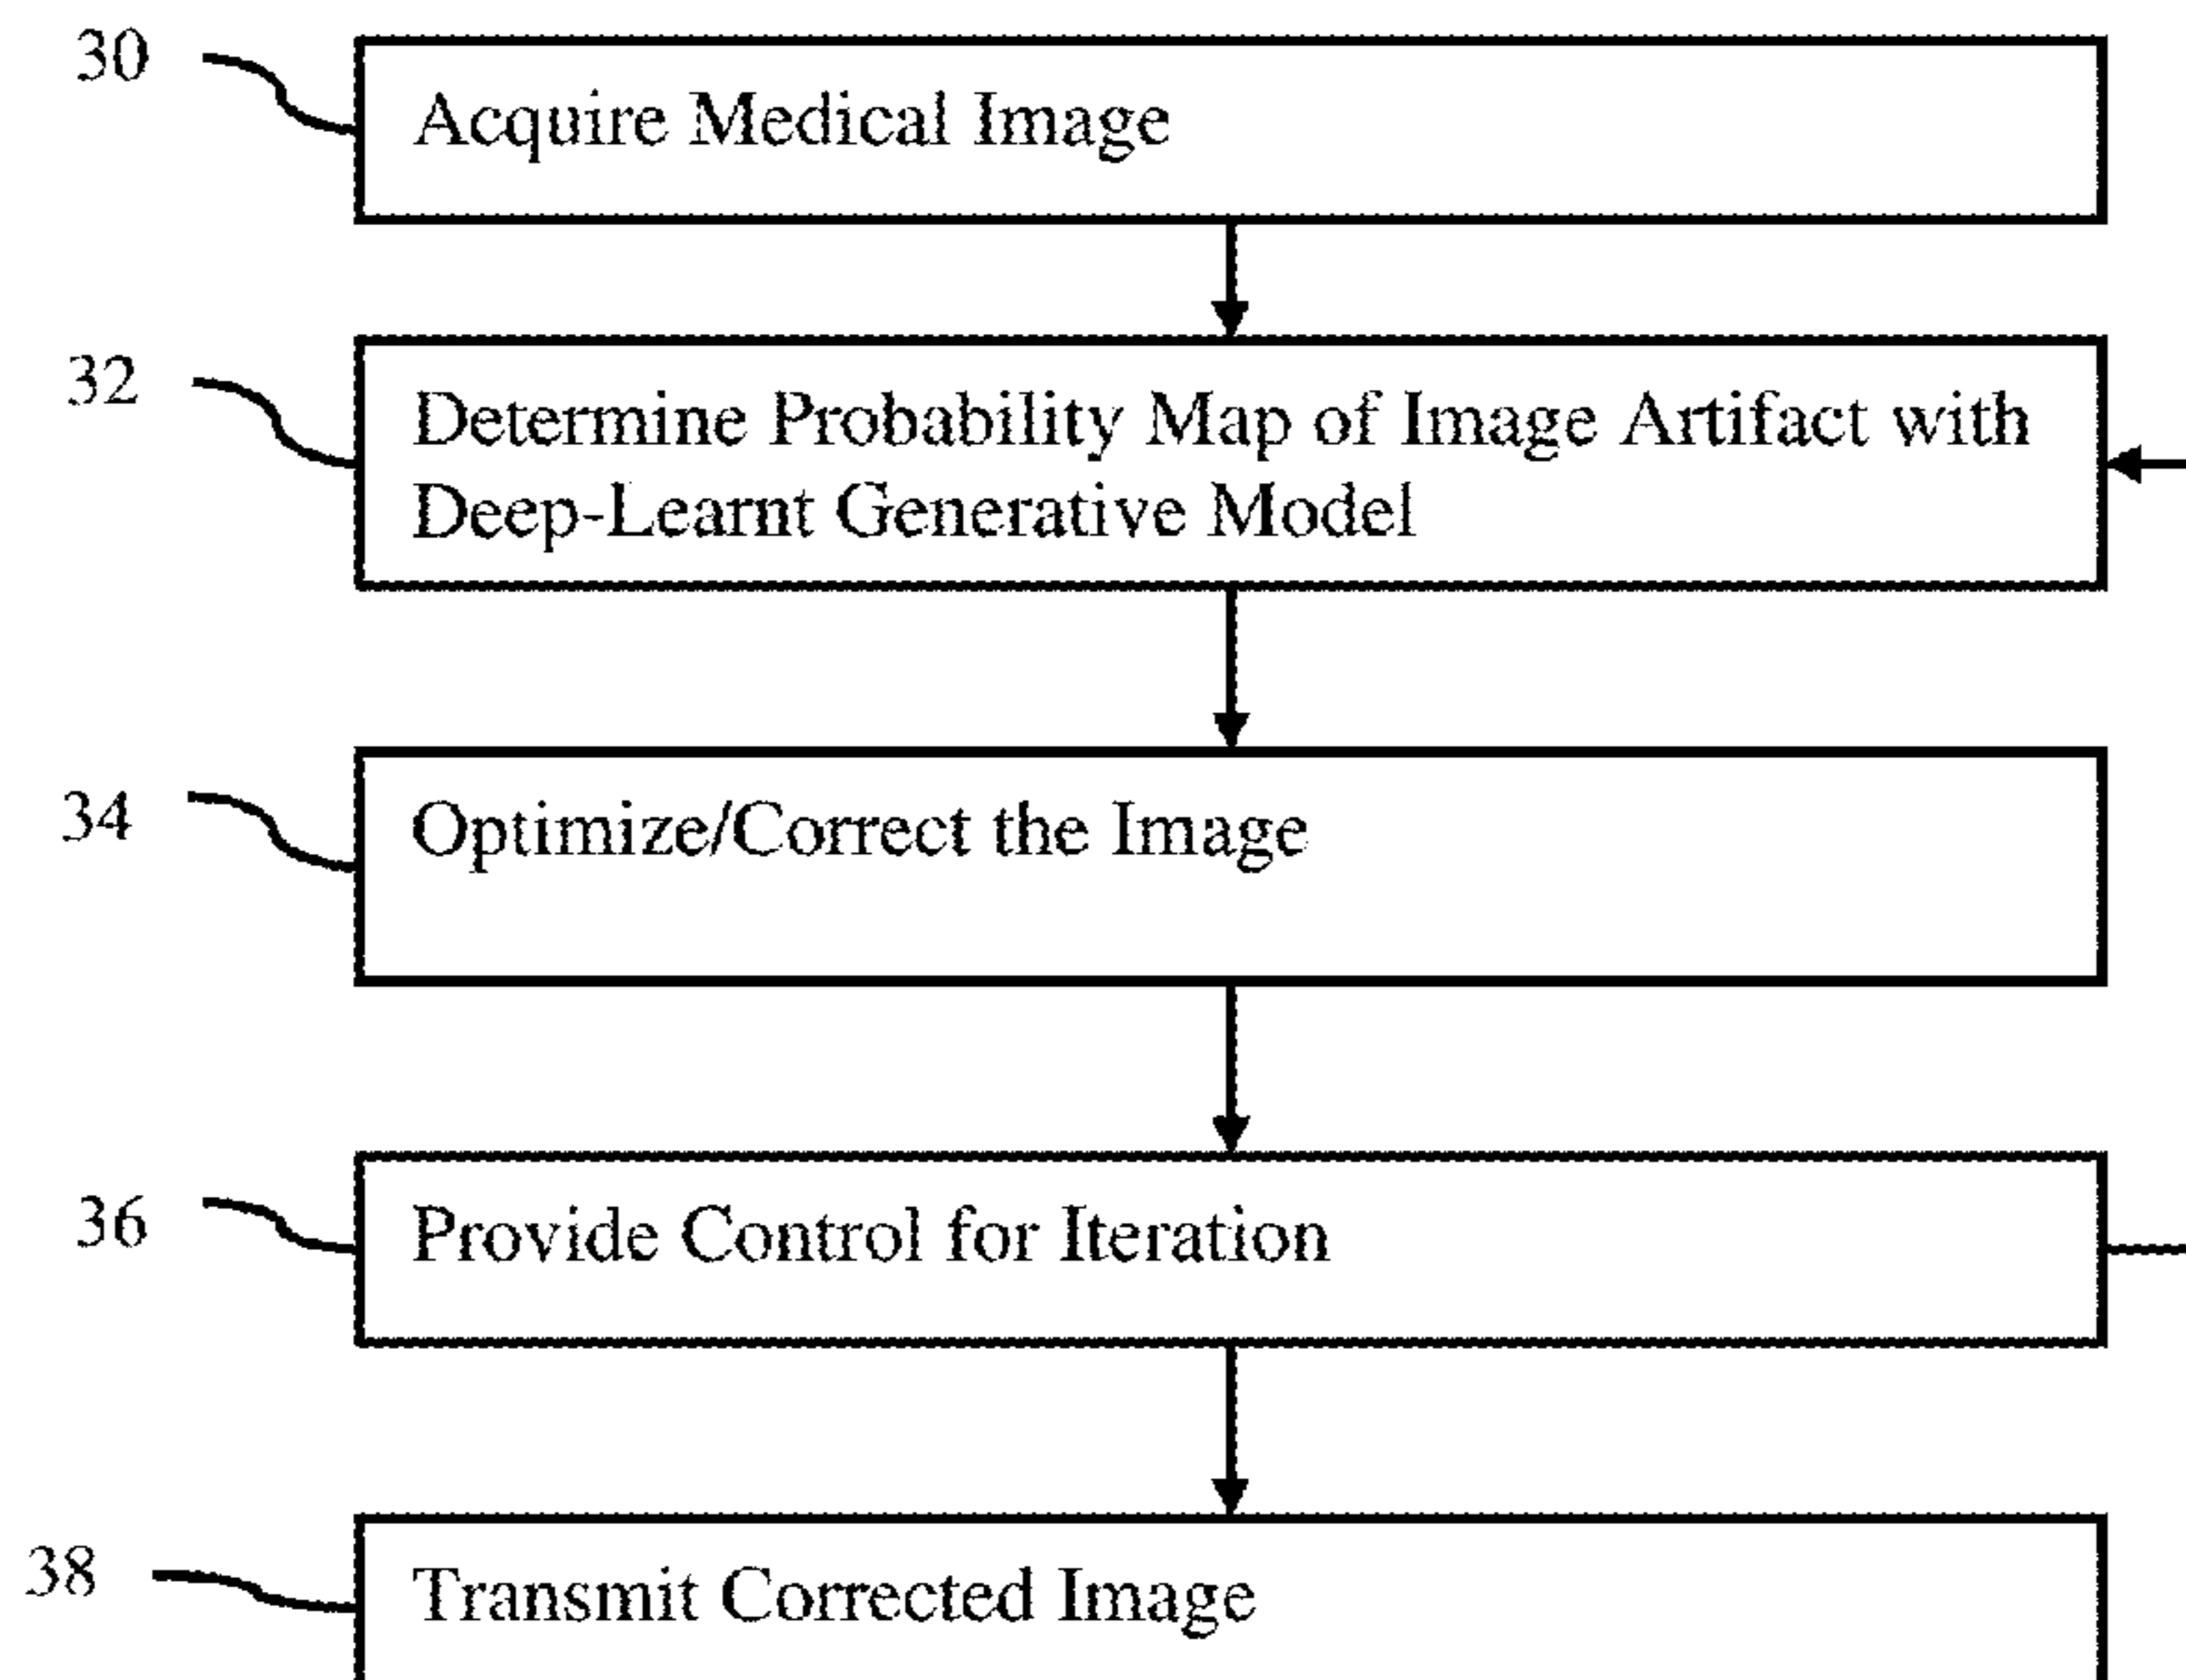 30
Acquire Medical Image
32
Determine Probability Map of Image Artifact with
Deep-Learnt Generative Model
34
Optimize/Correct the Image
36
Provide Control for Iteration
38
Transmit Corrected Image